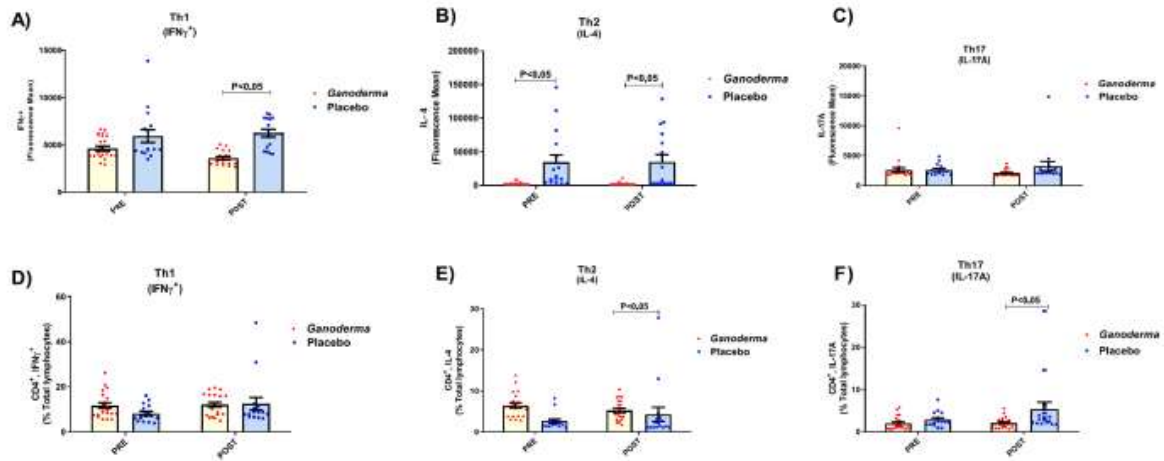 A)
Th1
(IFNγ⁺)
15000
10000
5000
0
(Fluorescence Mean)
P<0,05
PRE
POST
Ganoderma
Placebo
B)
Th2
(IL-4)
200000
150000
100000
50000
0
IL- 4
(Fluorescence Mean)
P<0,05
P<0,05
PRE
POST
Ganoderma
Placebo
C)
Th17
(IL-17A)
25000
20000
15000
10000
5000
0
IL-17A
(Fluorescence Mean)
PRE
POST
Ganoderma
Placebo
D)
Th1
(IFNγ⁺)
60
40
20
0
CD4⁺, IFNγ⁺
(% Total lymphocytes)
PRE
POST
Ganoderma
Placebo
E)
Th2
(IL-4)
30
20
10
0
CD4⁺, IL-4
(% Total lymphocytes)
P<0,05
PRE
POST
Ganoderma
Placebo
F)
Th17
(IL-17A)
30
20
10
0
CD4⁺, IL-17A
(% Total lymphocytes)
P<0,05
PRE
POST
Ganoderma
Placebo